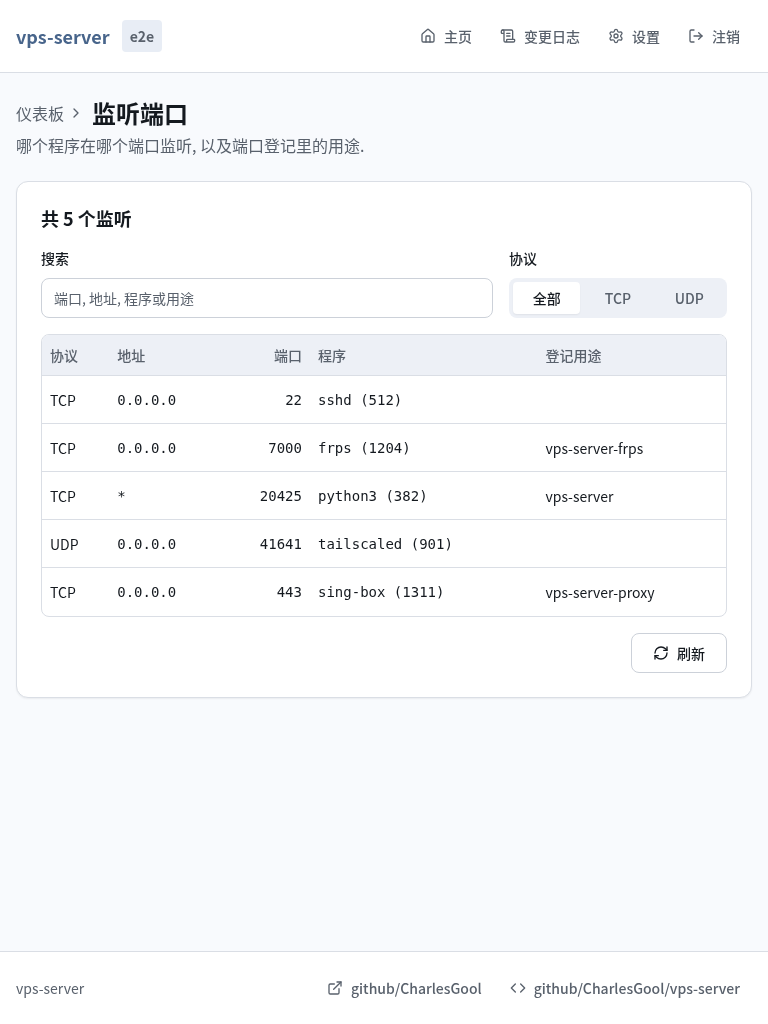 vps-server e2e 主页 变更日志 设置 注销
仪表板 监听端口
哪个程序在哪个端口监听, 以及端口登记里的用途.
共 5 个监听
搜索 协议
端口, 地址, 程序或用途 全部 TCP UDP
协议 地址 端口 程序 登记用途
TCP 0.0.0.0 22 sshd (512)
TCP 0.0.0.0 7000 frps (1204) vps-server-frps
TCP * 20425 python3 (382) vps-server
UDP 0.0.0.0 41641 tailscaled (901)
TCP 0.0.0.0 443 sing-box (1311) vps-server-proxy
刷新
vps-server github/CharlesGool github/CharlesGool/vps-server